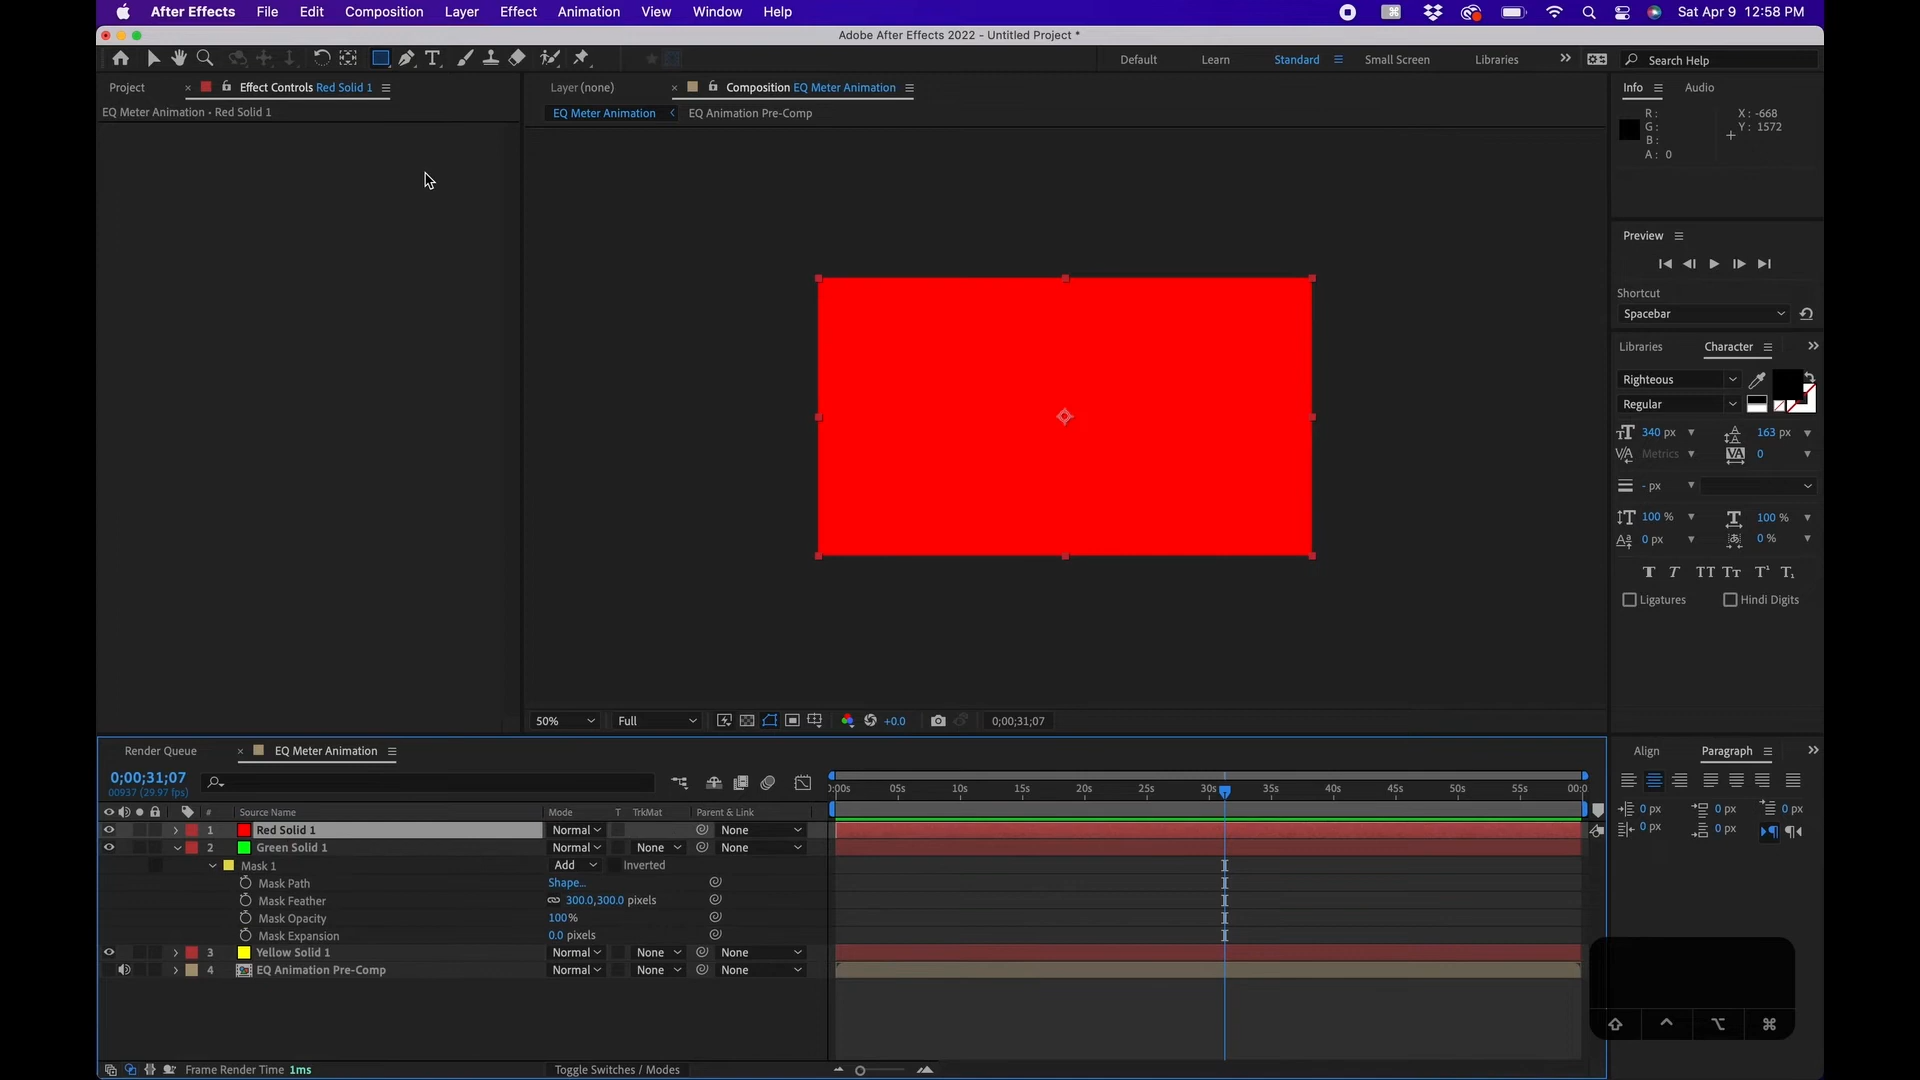 After Effects File Edit Composition Layer Effect Animation View Window Help Sat Apr 9 12:58 PM
Adobe After Effects 2022 - Untitled Project *
Default Learn Standard Small Screen Libraries Search Help
Project Effect Controls Red Solid 1 Layer (none) Composition EQ Meter Animation Info Audio
EQ Meter Animation • Red Solid 1 EQ Meter Animation EQ Animation Pre-Comp
R: X: -668
G: Y: 1572
B:
A: 0
Preview
Shortcut
Spacebar
Libraries Character
Righteous
Regular
340 px 163 px
Metrics 0
- px
100 % 100 %
0 px 0 %
Ligatures Hindi Digits
50% Full +0.0 0;00;31;07
Render Queue EQ Meter Animation Align Paragraph
0;00;31;07
00937 (29.97 fps)
:00s 05s 10s 15s 20s 25s 30s 35s 40s 45s 50s 55s 00:0
# Source Name Mode T TrkMat Parent & Link
1 Red Solid 1 Normal None
2 Green Solid 1 Normal None None
Mask 1 Add Inverted
Mask Path Shape...
Mask Feather 300.0,300.0 pixels
Mask Opacity 100%
Mask Expansion 0.0 pixels
3 Yellow Solid 1 Normal None None
4 EQ Animation Pre-Comp Normal None None
0 px 0 px 0 px
0 px 0 px
Frame Render Time 1ms Toggle Switches / Modes